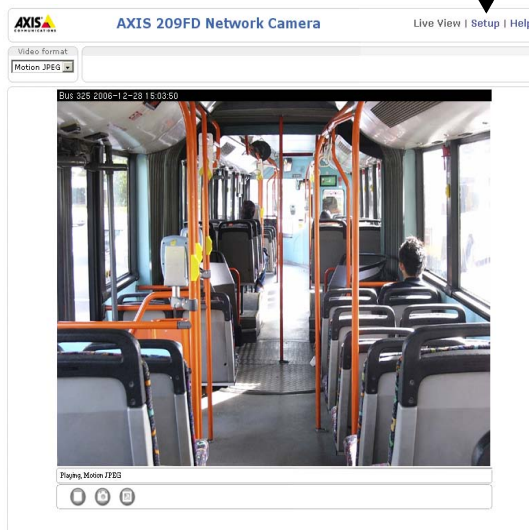 AXIS
COMMUNICATIONS
AXIS 209FD Network Camera
Live View | Setup | Help
Video format
Motion JPEG
Bus 325 2006-12-28 15:03:50
Playing, Motion JPEG